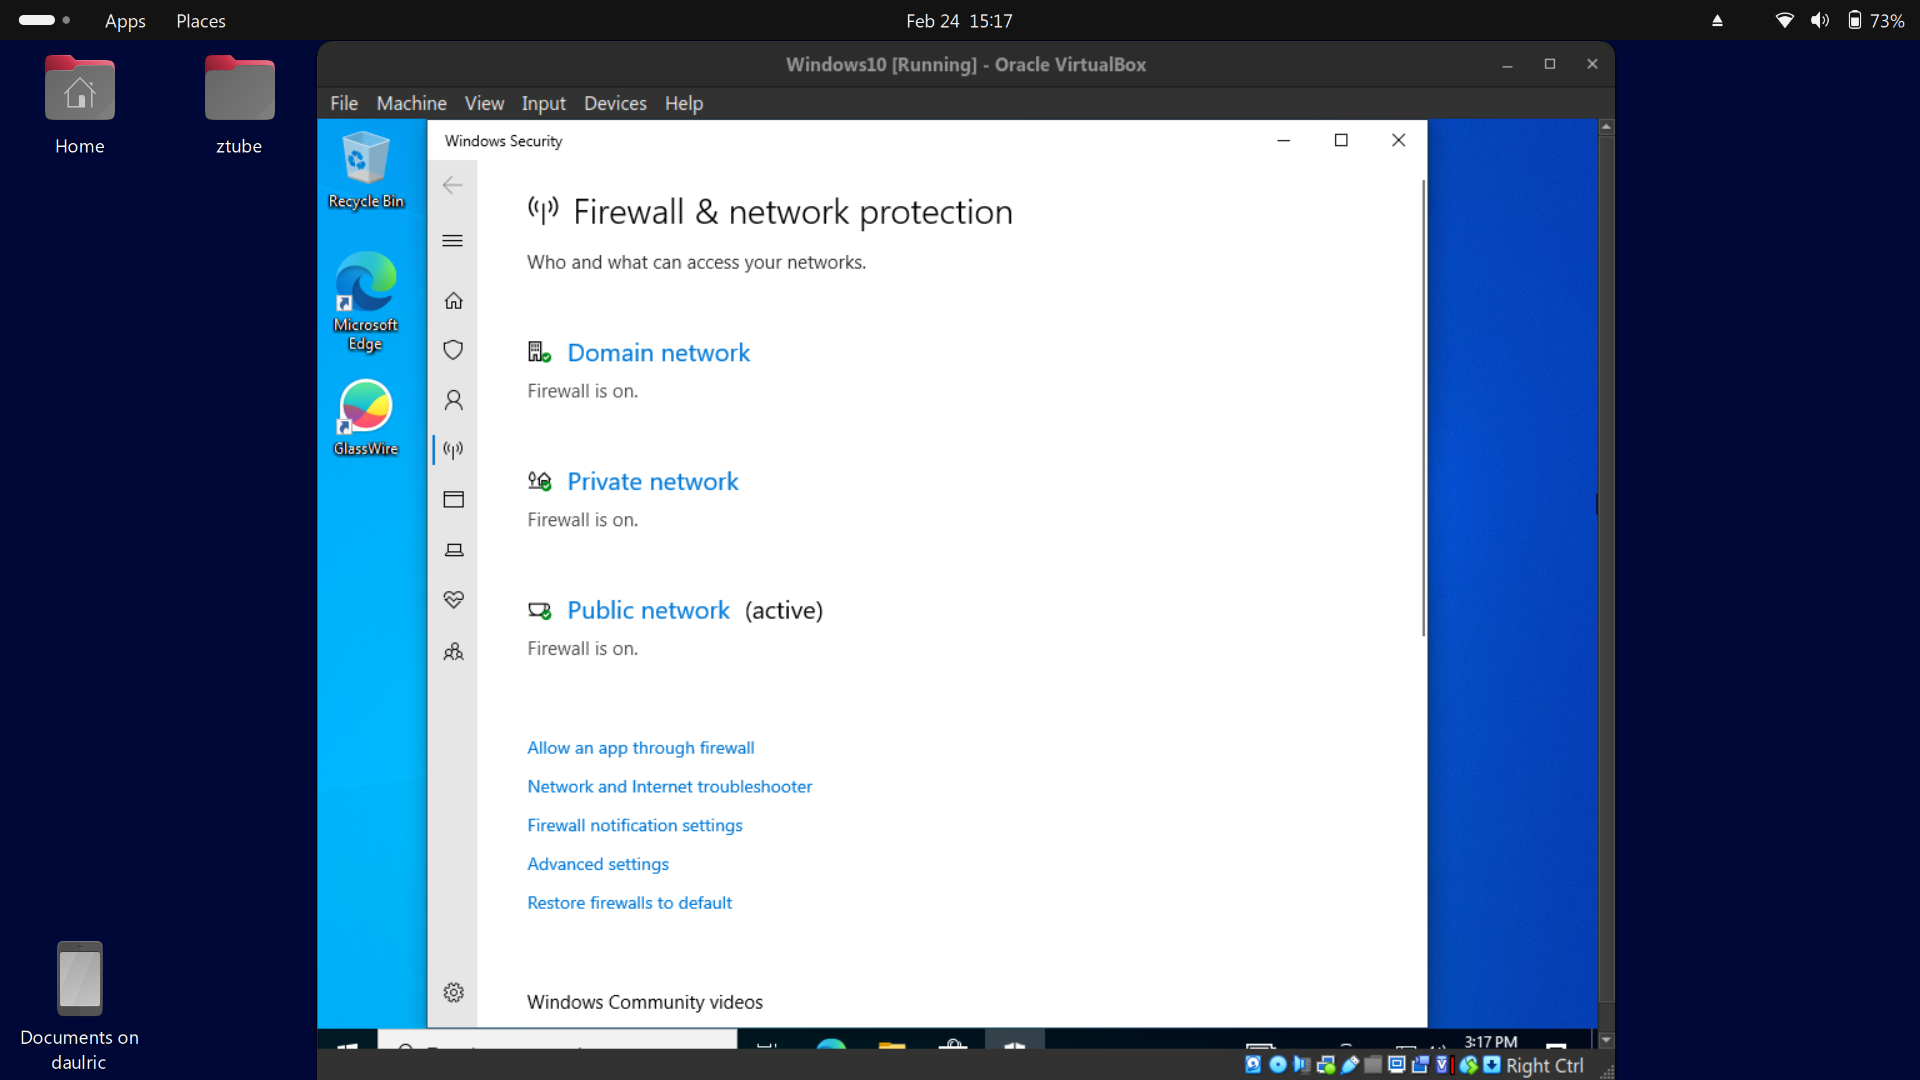 Apps Places
Feb 24 15:17
73%
Home
ztube
Windows10 [Running] - Oracle VirtualBox
File Machine View Input Devices Help
Recycle Bin
Microsoft
Edge
GlassWire
Windows Security
Firewall & network protection
Who and what can access your networks.
Domain network
Firewall is on.
Private network
Firewall is on.
Public network (active)
Firewall is on.
Allow an app through firewall
Network and Internet troubleshooter
Firewall notification settings
Advanced settings
Restore firewalls to default
Windows Community videos
3:17 PM
Right Ctrl
Documents on
daulric